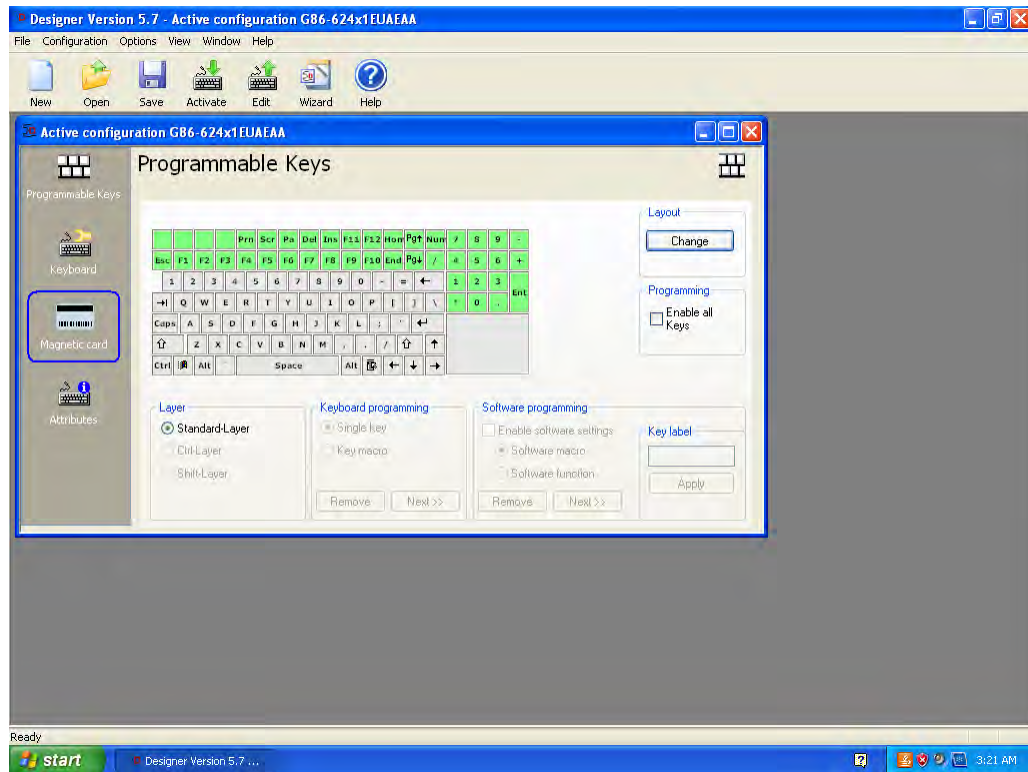 Designer Version 5.7 - Active configuration G86-624x1EUAEAA
File Configuration Options View Window Help
New Open Save Activate Edit Wizard Help
Active configuration G86-624x1EUAEAA
Programmable Keys
Programmable Keys
Keyboard
Magnetic card
Attributes
Prn Scr Pa Del Ins F11 F12 Hom Pg↑ Num 7 8 9 -
Esc F1 F2 F3 F4 F5 F6 F7 F8 F9 F10 End Pg↓ / 4 5 6 +
1 2 3 4 5 6 7 8 9 0 - = ← 1 2 3
Ent
→| Q W E R T Y U I O P [ ] \ * 0 .
Caps A S D F G H J K L ; ' ↵
⇧ Z X C V B N M , . / ⇧ ↑
Ctrl Alt Space Alt ← ↓ →
Layout
Change
Programming
Enable all
Keys
Layer
Standard-Layer
Ctrl-Layer
Shift-Layer
Keyboard programming
Single key
Key macro
Remove Next >>
Software programming
Enable software settings
Software macro
Software function
Remove Next >>
Key label
Apply
Ready
start Designer Version 5.7 ... 3:21 AM